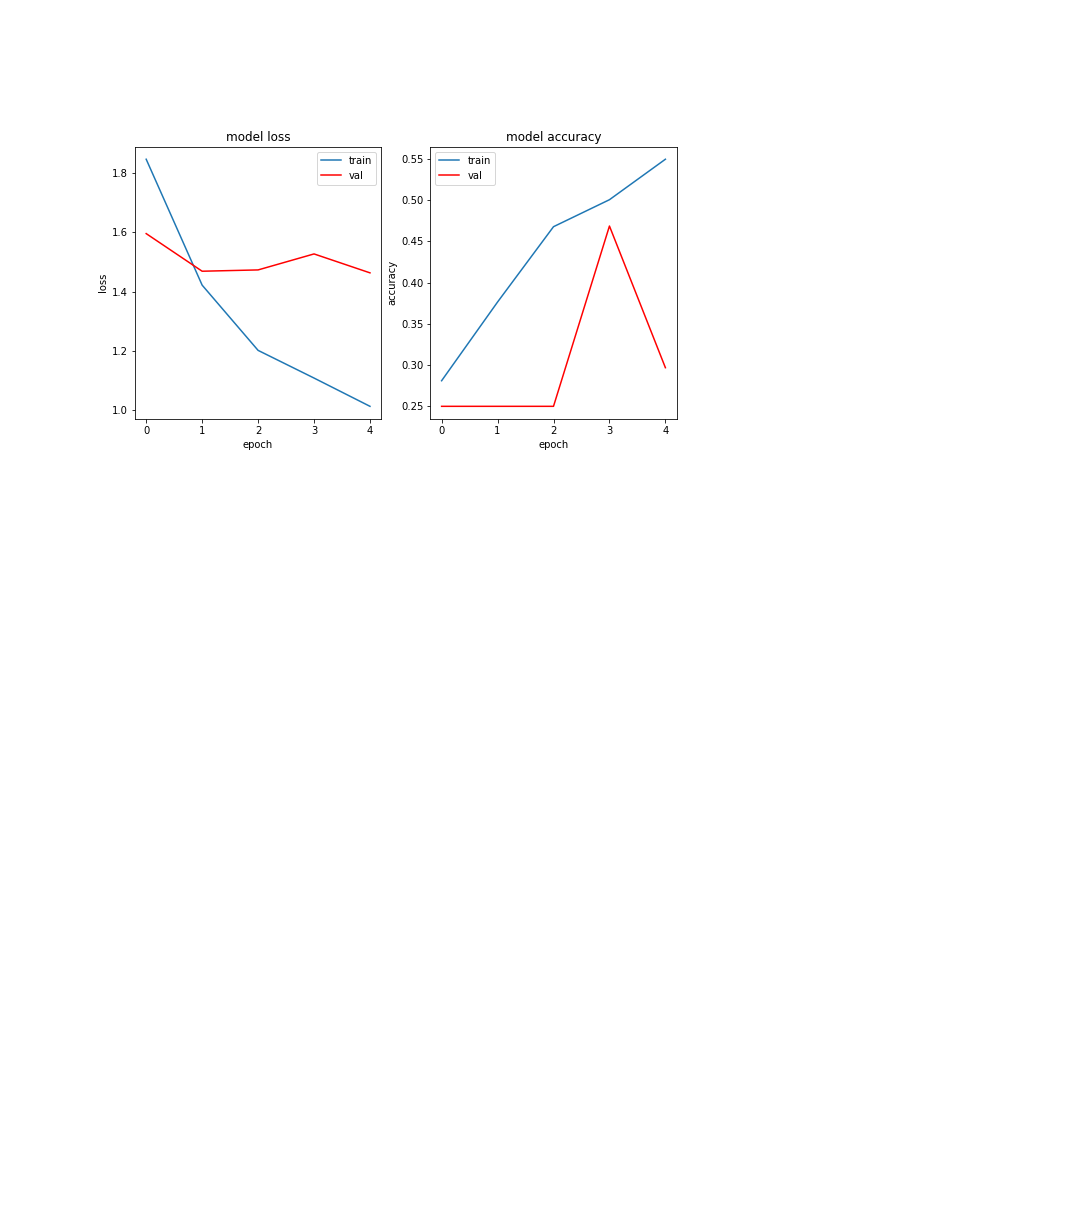 model loss
train
val
1.8
1.6
1.4
1.2
1.0
loss
0 1 2 3 4
epoch
model accuracy
train
val
0.55
0.50
0.45
0.40
0.35
0.30
0.25
accuracy
0 1 2 3 4
epoch